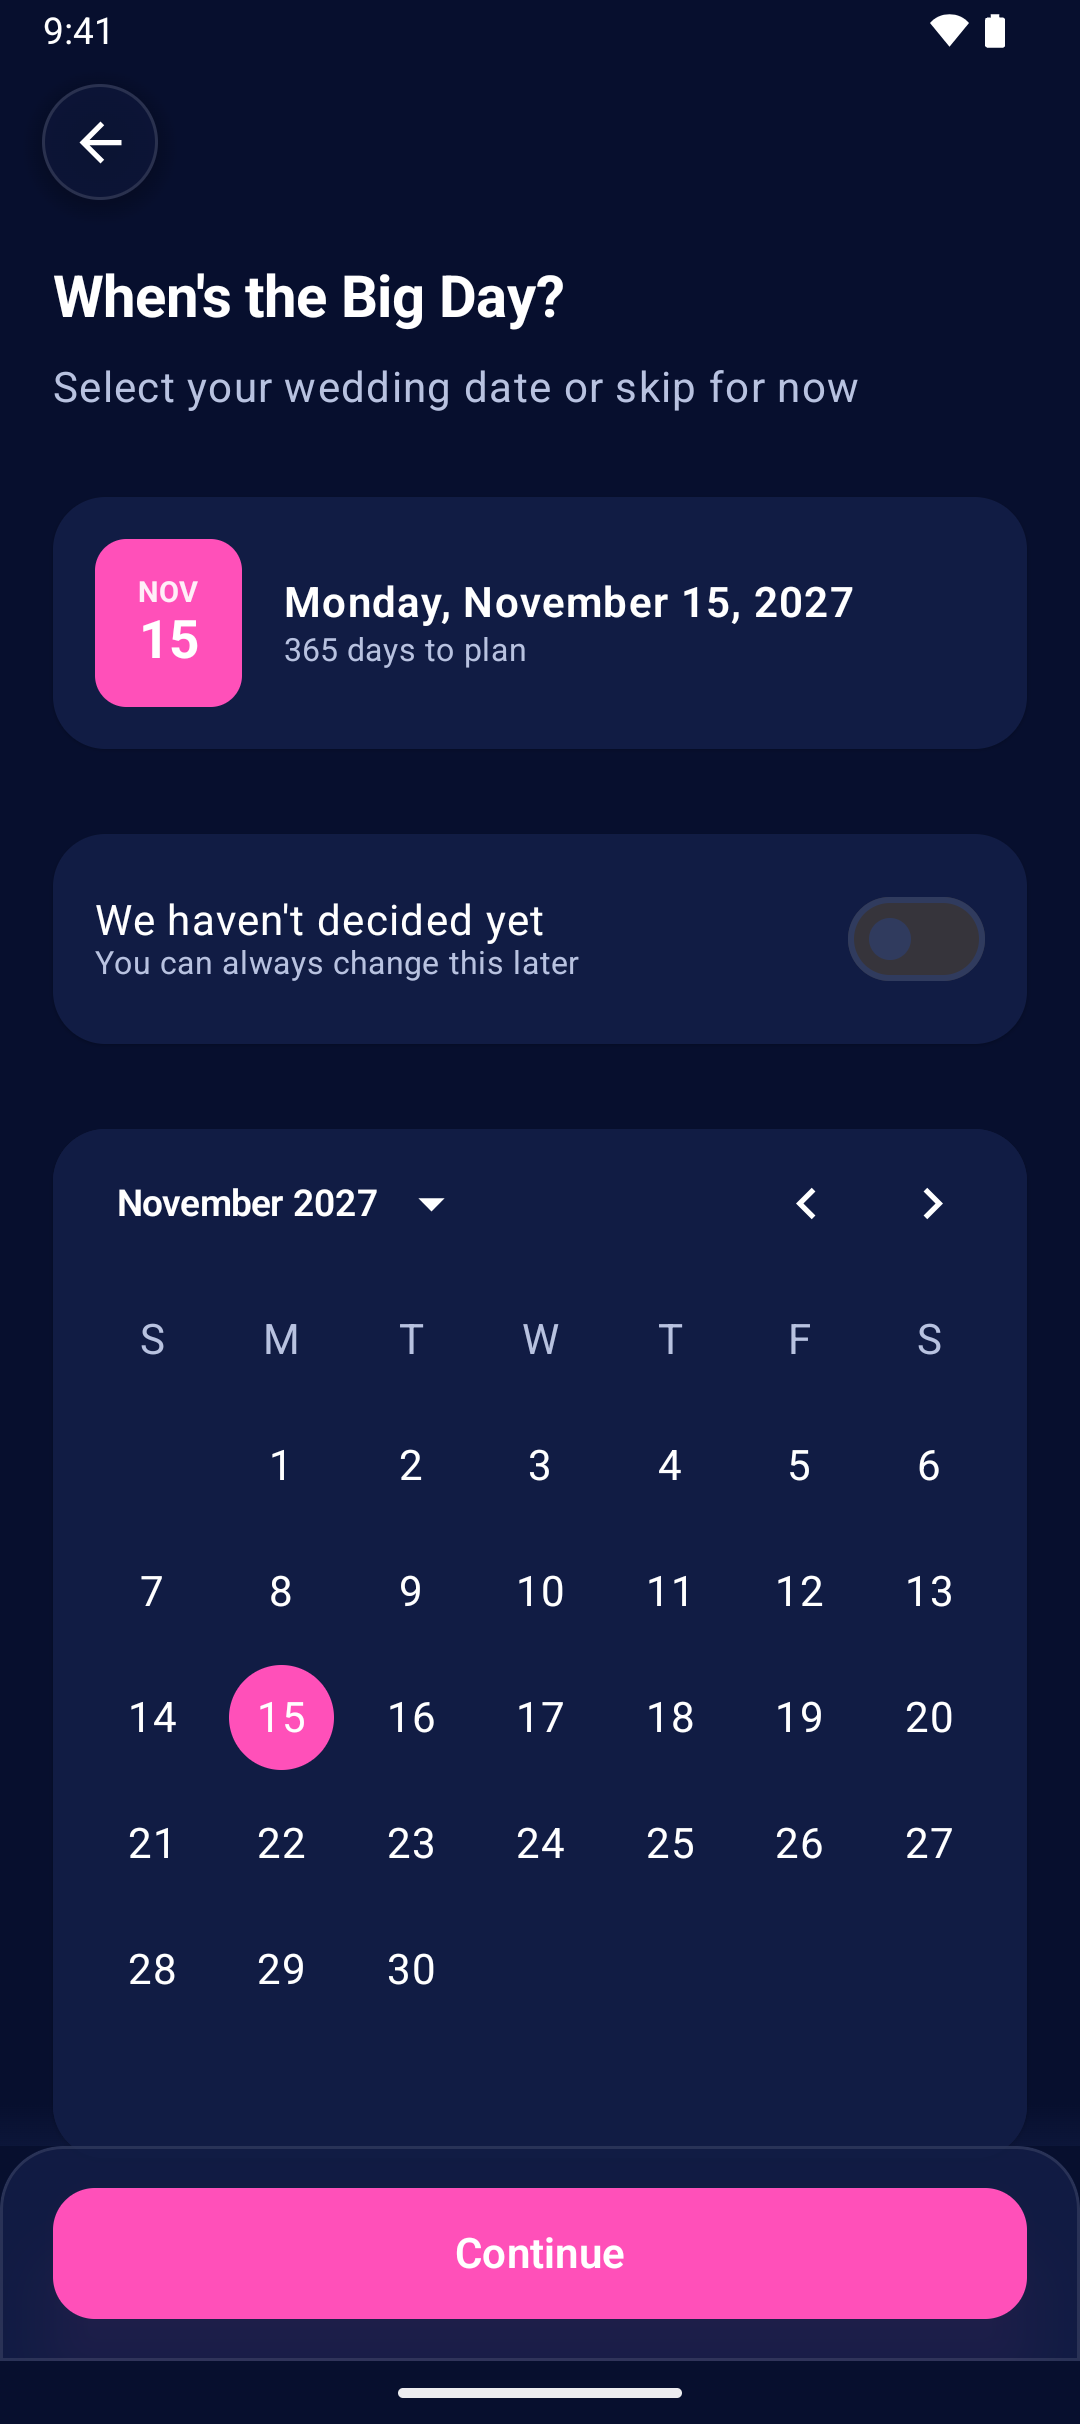 9:41
When's the Big Day?
Select your wedding date or skip for now
NOV
15
Monday, November 15, 2027
365 days to plan
We haven't decided yet
You can always change this later
November 2027
S M T W T F S
1 2 3 4 5 6
7 8 9 10 11 12 13
14 15 16 17 18 19 20
21 22 23 24 25 26 27
28 29 30
Continue